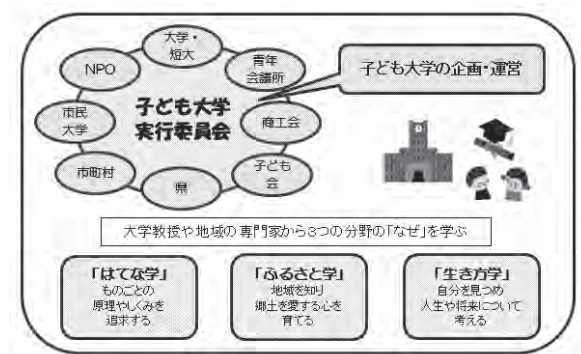 大学・
短大
NPO
青年
会議所
子ども大学の企画・運営
市民
大学
子ども大学
実行委員会
商工会
市町村
県
子ども
会
大学教授や地域の専門家から3つの分野の「なぜ」を学ぶ
「はてな学」
ものごとの
原理やしくみを
追求する
「ふるさと学」
地域を知り
郷土を愛する心を
育てる
「生き方学」
自分を見つめ
人生や将来について
考える